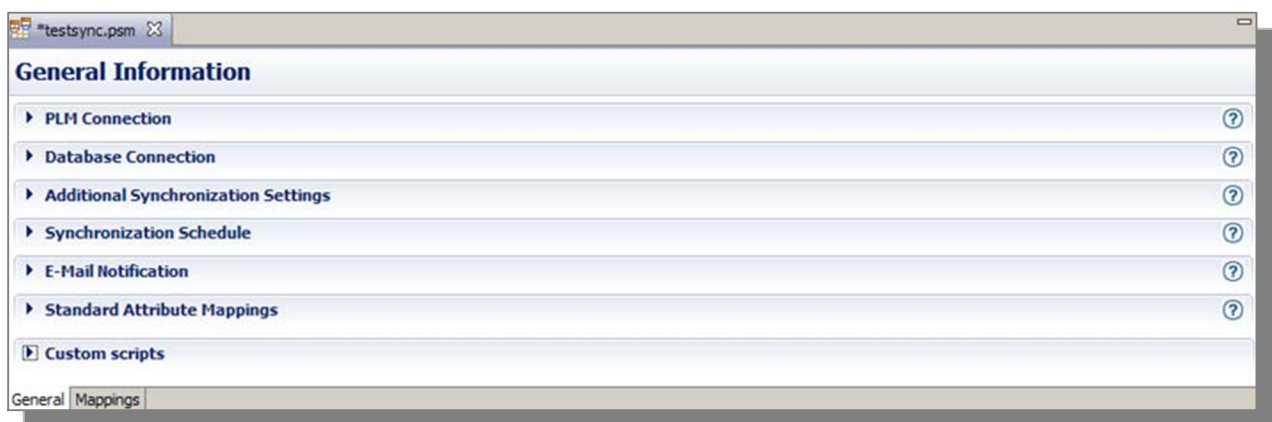 *testsync.psm
General Information
PLM Connection
Database Connection
Additional Synchronization Settings
Synchronization Schedule
E-Mail Notification
Standard Attribute Mappings
Custom scripts
General Mappings